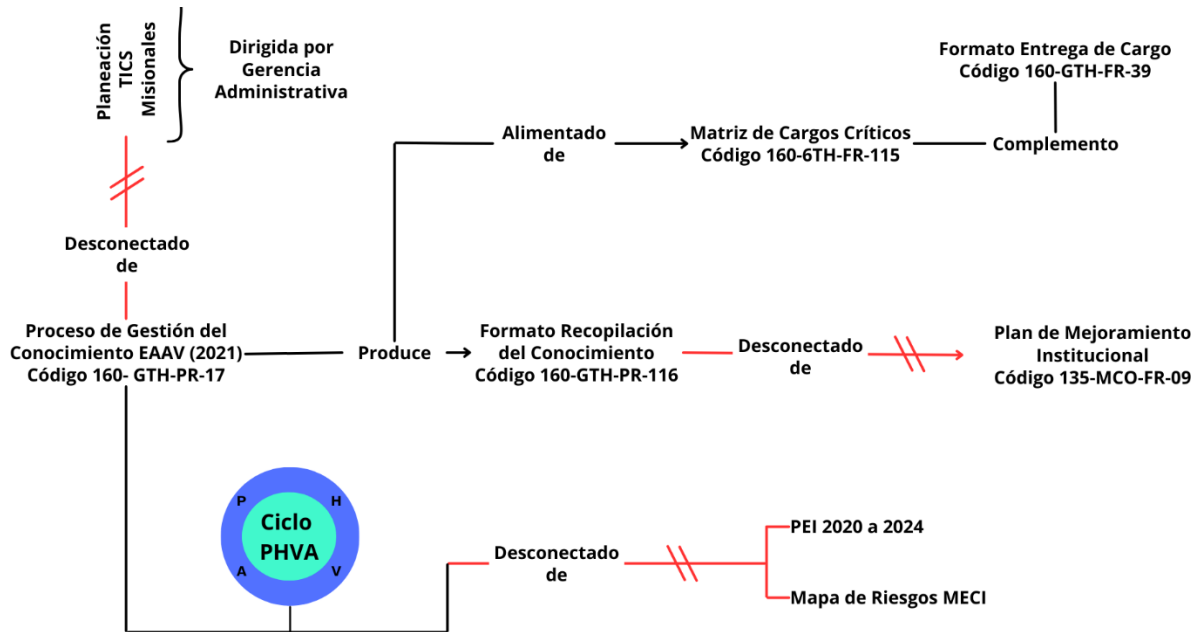 Planeación
TICS
Misionales
Dirigida por
Gerencia
Administrativa
Formato Entrega de Cargo
Código 160-GTH-FR-39
Alimentado
de
Matriz de Cargos Críticos
Código 160-6TH-FR-115
Complemento
Desconectado
de
Proceso de Gestión del
Conocimiento EAAV (2021)
Código 160- GTH-PR-17
Produce
Formato Recopilación
del Conocimiento
Código 160-GTH-PR-116
Desconectado
de
Plan de Mejoramiento
Institucional
Código 135-MCO-FR-09
P
H
Ciclo
PHVA
A
V
Desconectado
de
PEI 2020 a 2024
Mapa de Riesgos MECI